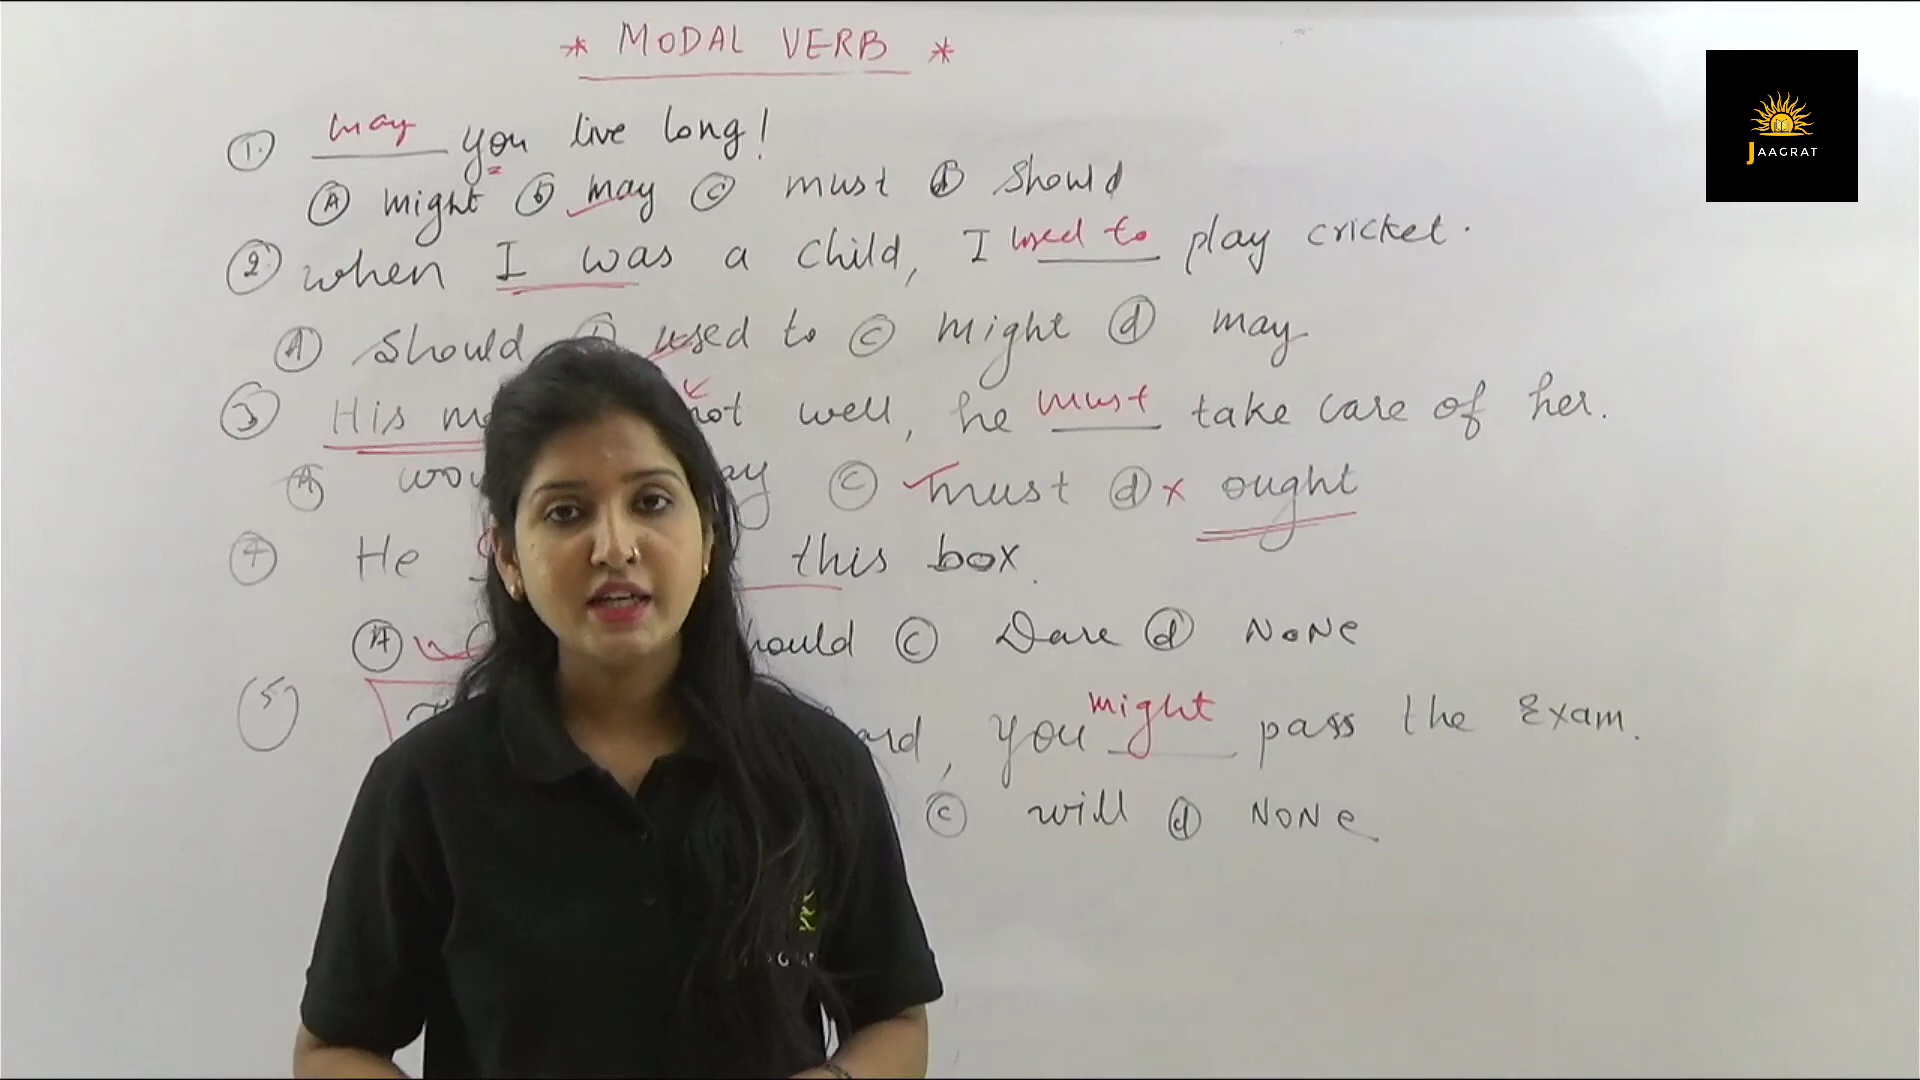 * MODAL VERB *
1. may you live long!
A might b may c must d should
2. when I was a child, I used to play cricket.
A should b used to c might d may
3 His not well, he must take care of her.
A c must d x ought
4 He this box.
A c Dare d NoNe
5 you might pass the Exam.
c will d NoNe
JAAGRAT